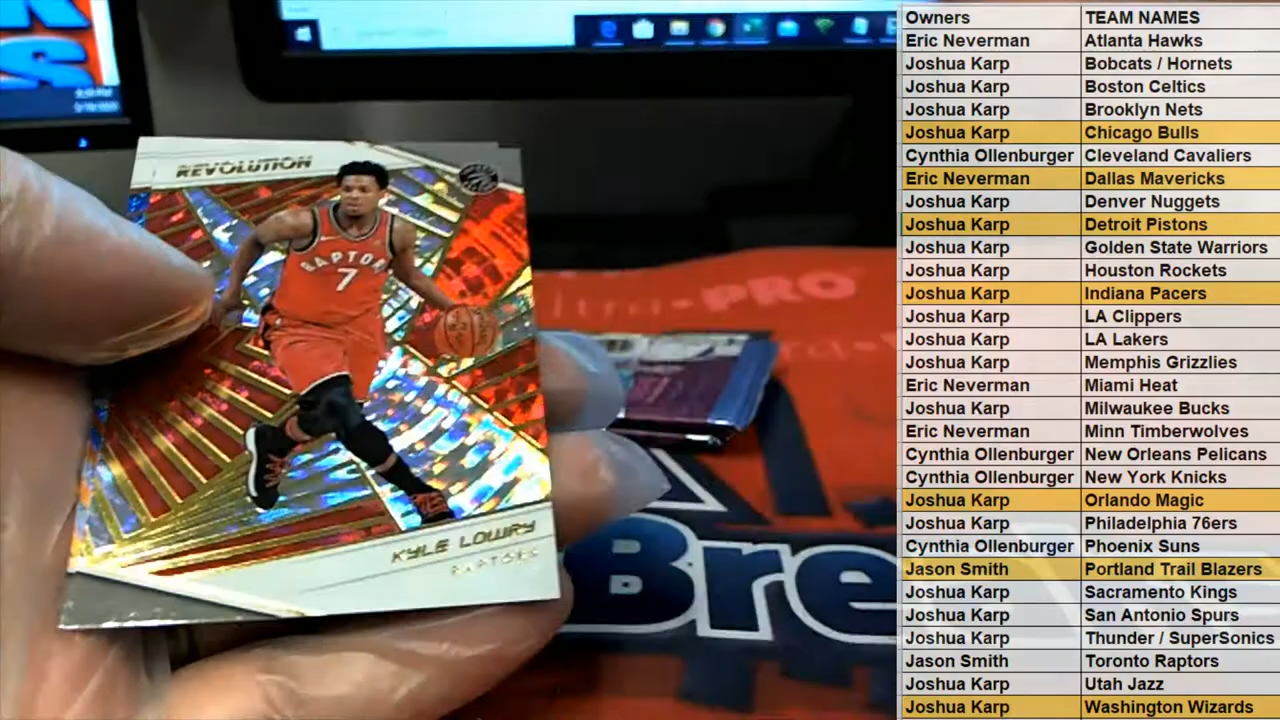 REVOLUTION
RAPTORS
7
KYLE LOWRY
RAPTORS
ultra-PRO
Bre
Owners TEAM NAMES
Eric Neverman Atlanta Hawks
Joshua Karp Bobcats / Hornets
Joshua Karp Boston Celtics
Joshua Karp Brooklyn Nets
Joshua Karp Chicago Bulls
Cynthia Ollenburger Cleveland Cavaliers
Eric Neverman Dallas Mavericks
Joshua Karp Denver Nuggets
Joshua Karp Detroit Pistons
Joshua Karp Golden State Warriors
Joshua Karp Houston Rockets
Joshua Karp Indiana Pacers
Joshua Karp LA Clippers
Joshua Karp LA Lakers
Joshua Karp Memphis Grizzlies
Eric Neverman Miami Heat
Joshua Karp Milwaukee Bucks
Eric Neverman Minn Timberwolves
Cynthia Ollenburger New Orleans Pelicans
Cynthia Ollenburger New York Knicks
Joshua Karp Orlando Magic
Joshua Karp Philadelphia 76ers
Cynthia Ollenburger Phoenix Suns
Jason Smith Portland Trail Blazers
Joshua Karp Sacramento Kings
Joshua Karp San Antonio Spurs
Joshua Karp Thunder / SuperSonics
Jason Smith Toronto Raptors
Joshua Karp Utah Jazz
Joshua Karp Washington Wizards